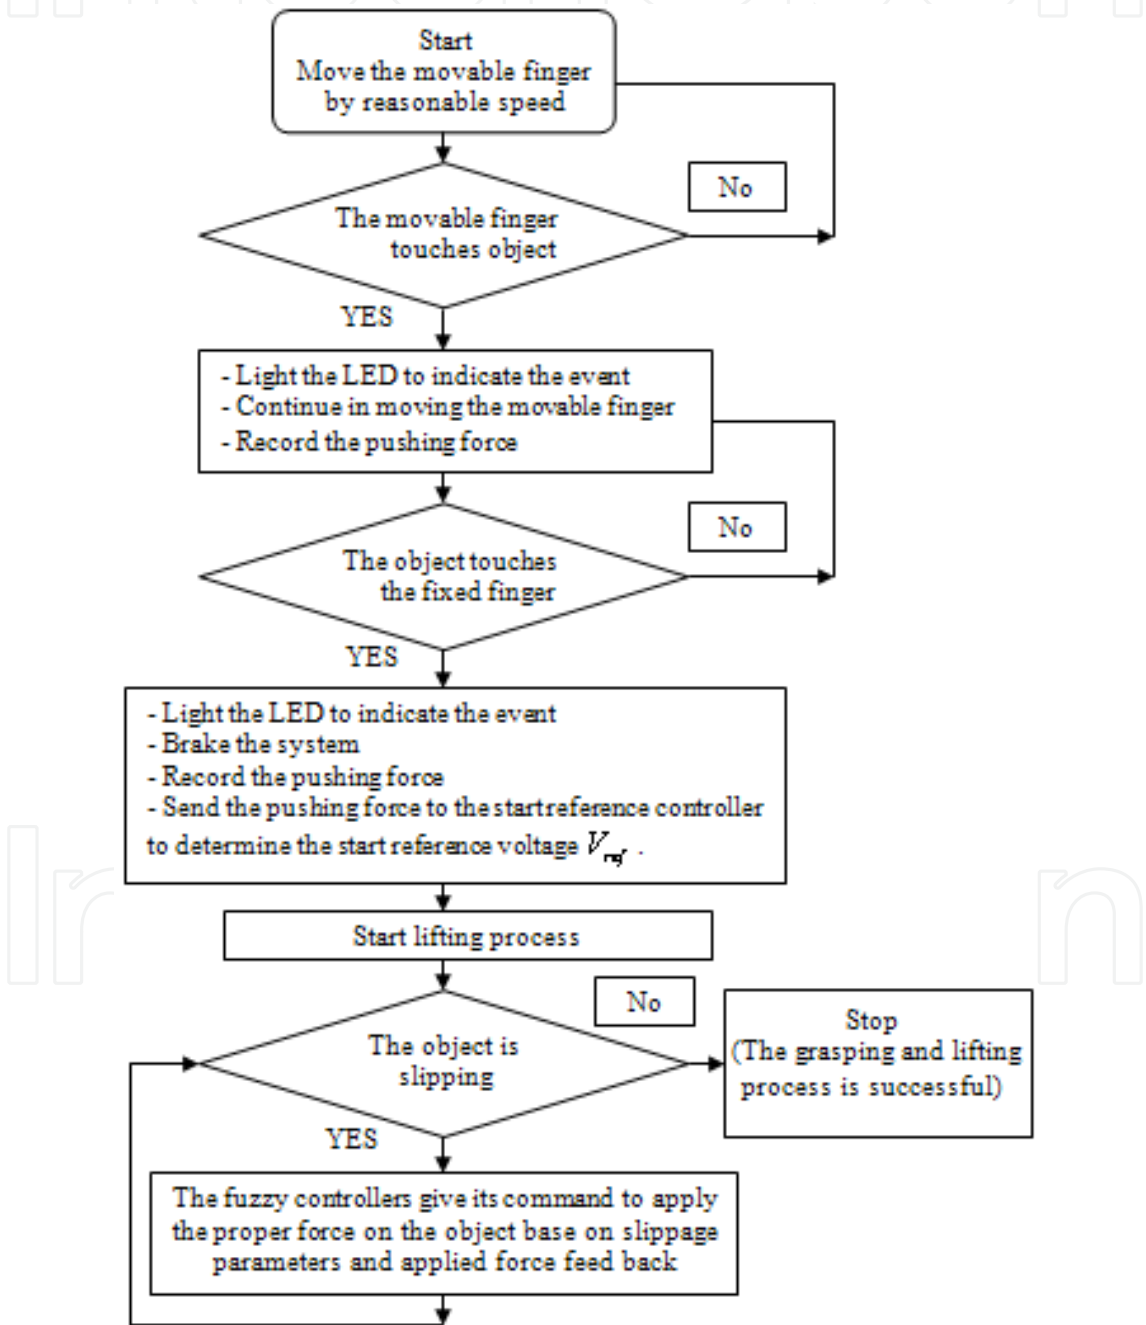 Start
Move the movable finger
by reasonable speed
No
The movable finger
touches object
YES
- Light the LED to indicate the event
- Continue in moving the movable finger
- Record the pushing force
No
The object touches
the fixed finger
YES
- Light the LED to indicate the event
- Brake the system
- Record the pushing force
- Send the pushing force to the start reference controller
to determine the start reference voltage V_ref .
Start lifting process
No
The object is
slipping
Stop
(The grasping and lifting
process is successful)
YES
The fuzzy controllers give its command to apply
the proper force on the object base on slippage
parameters and applied force feed back